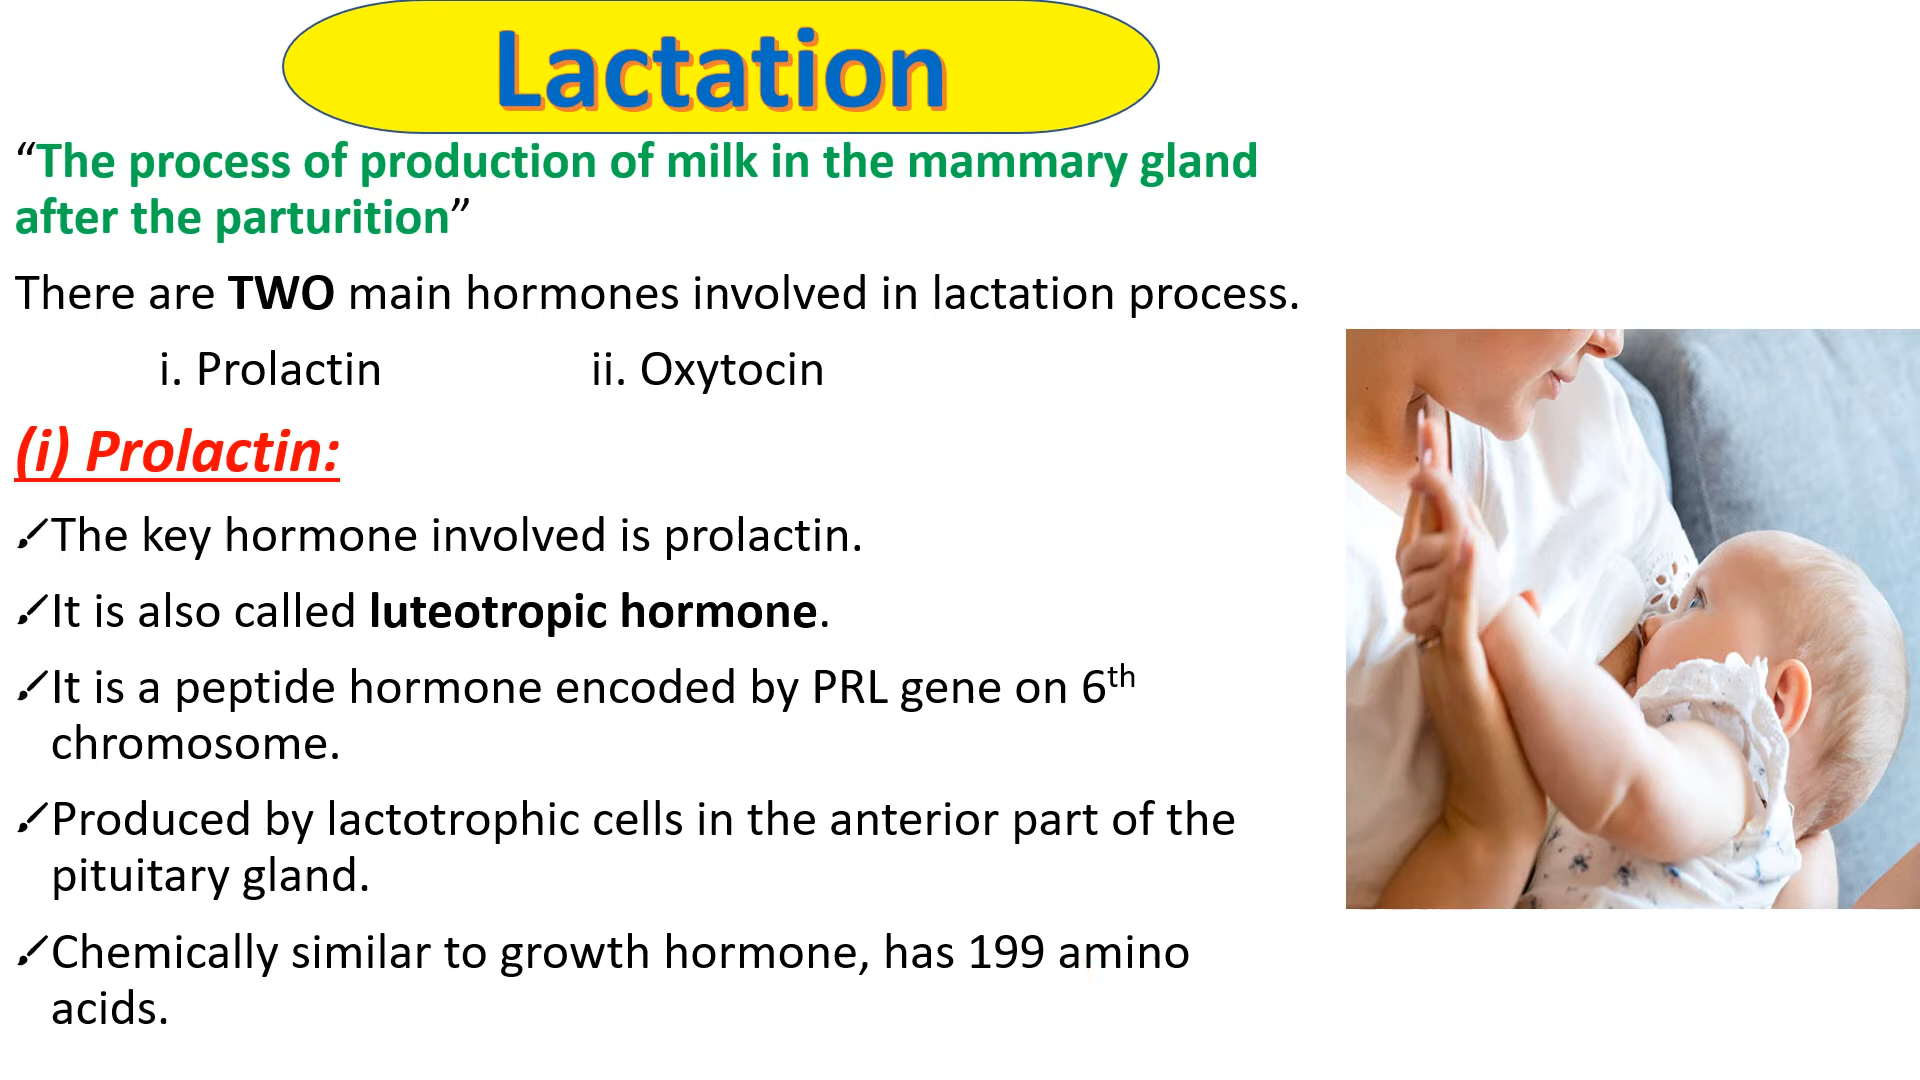 Lactation
“The process of production of milk in the mammary gland
after the parturition”
There are TWO main hormones involved in lactation process.
i. Prolactin ii. Oxytocin
(i) Prolactin:
The key hormone involved is prolactin.
It is also called luteotropic hormone.
It is a peptide hormone encoded by PRL gene on 6th
chromosome.
Produced by lactotrophic cells in the anterior part of the
pituitary gland.
Chemically similar to growth hormone, has 199 amino
acids.